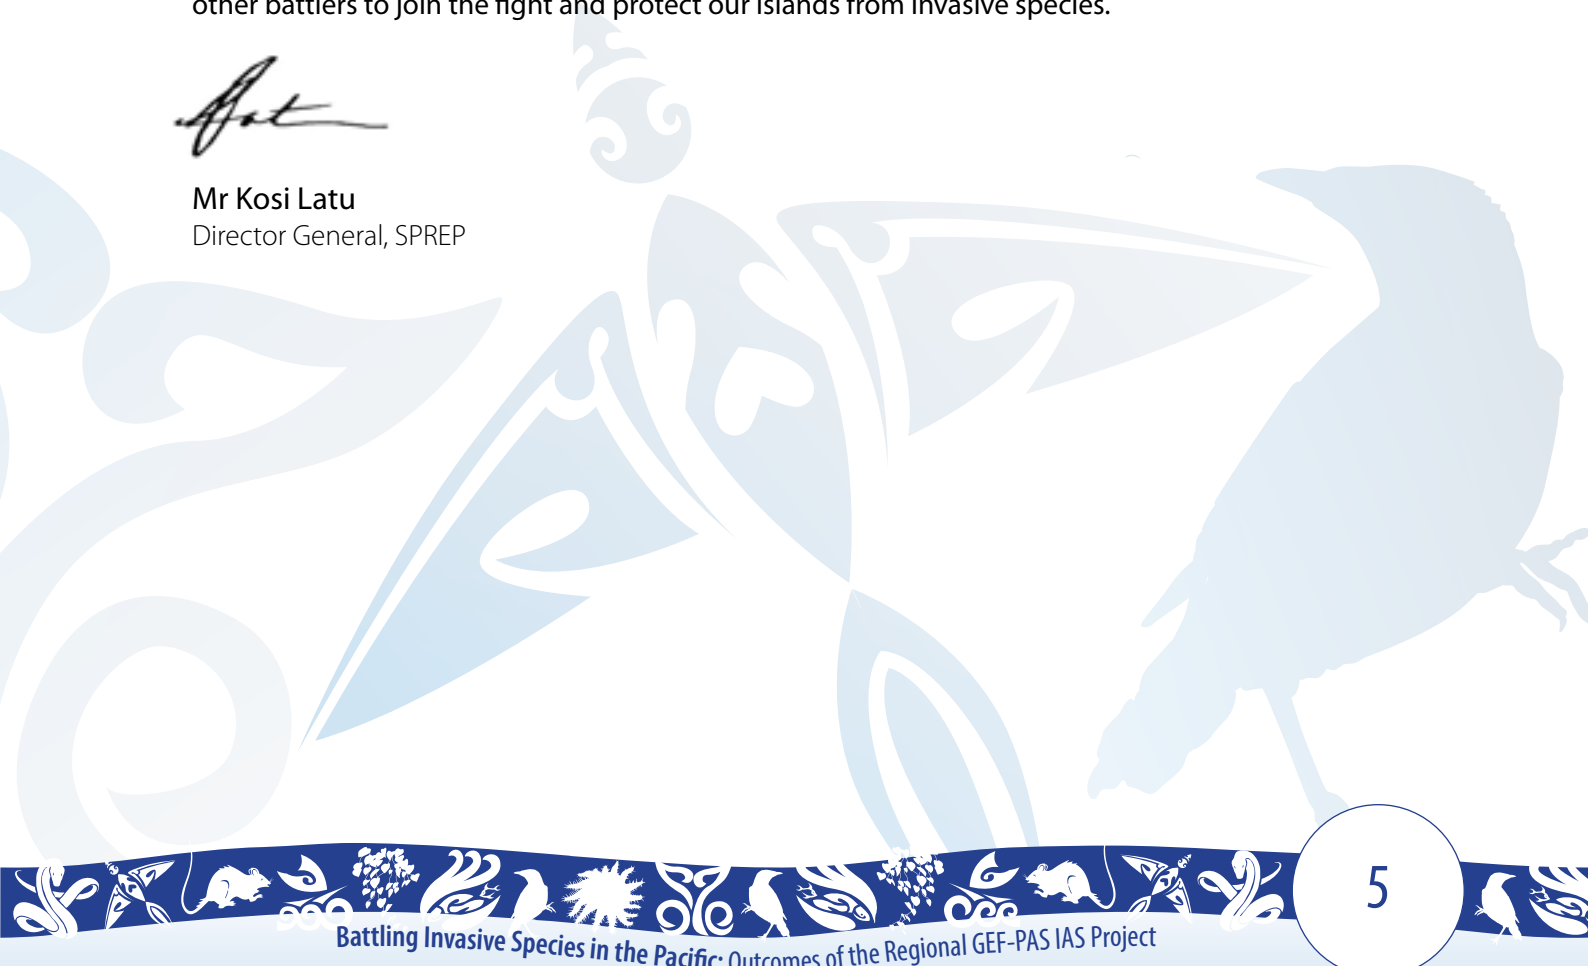 other battlers to join the fight and protect our islands from invasive species.
Mr Kosi Latu
Director General, SPREP
5
Battling Invasive Species in the Pacific: Outcomes of the Regional GEF-PAS IAS Project